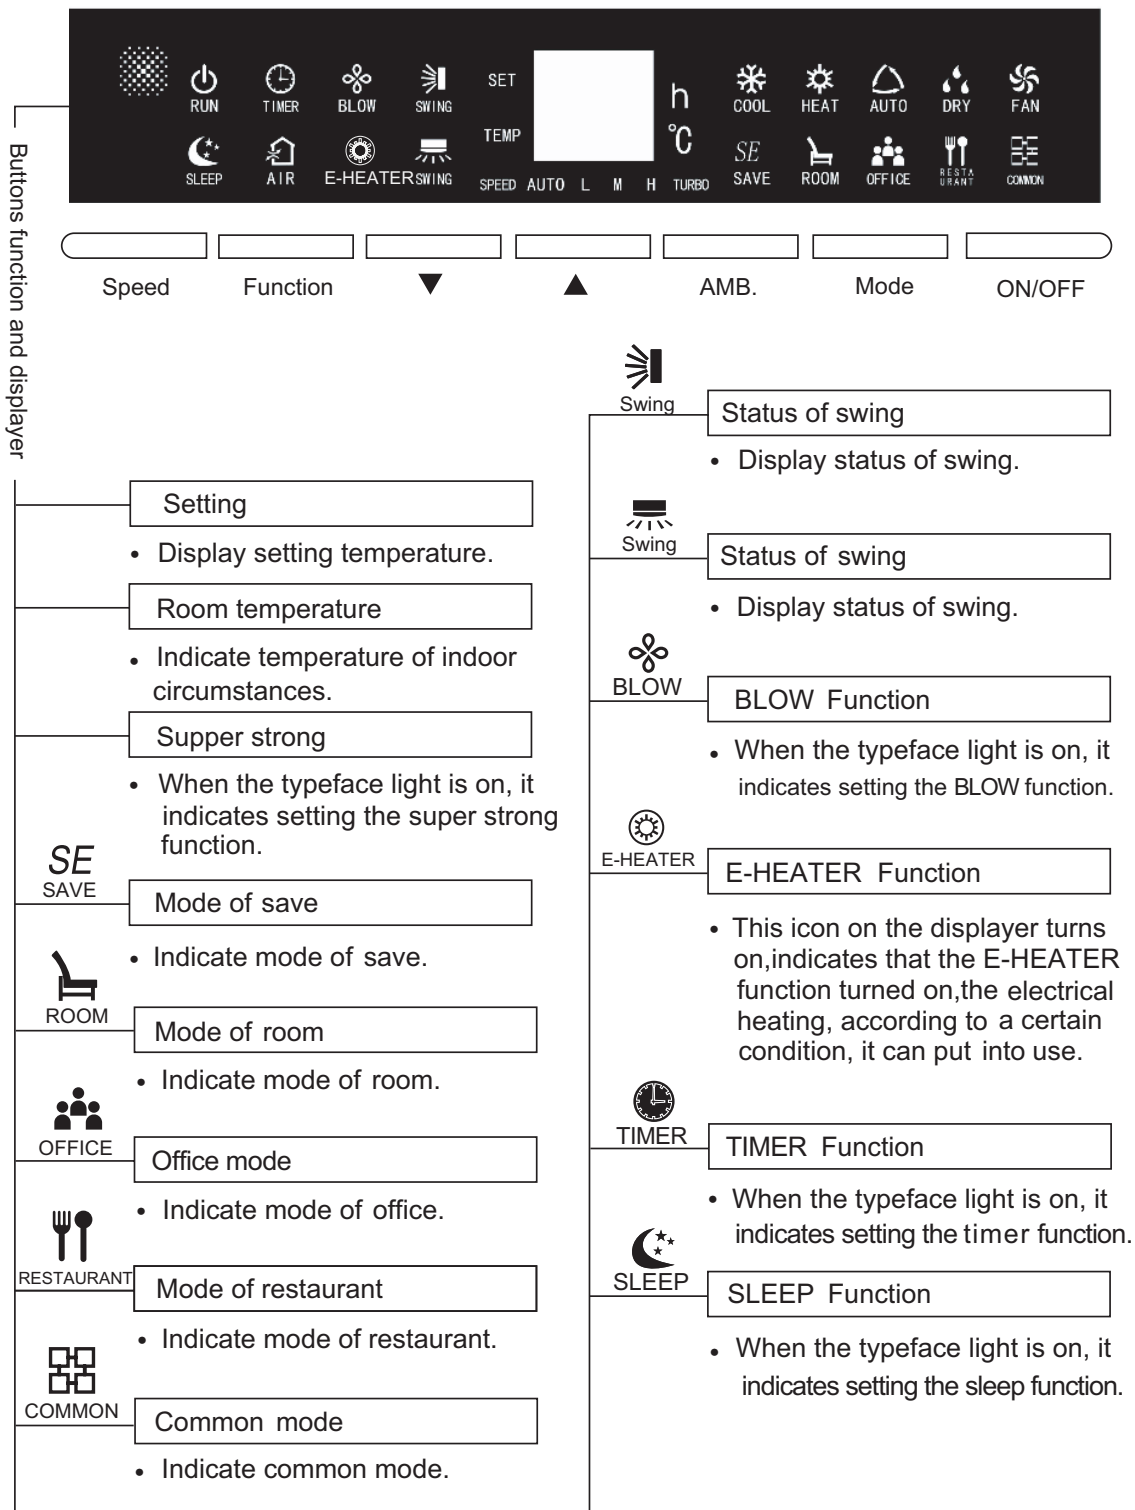 Buttons function and displayer
RUN TIMER BLOW SWING SET h COOL HEAT AUTO DRY FAN
TEMP °C
SLEEP AIR E-HEATER SWING SPEED AUTO L M H TURBO SE SAVE ROOM OFFICE RESTAURANT COMMON
Speed Function ▼ ▲ AMB. Mode ON/OFF
Setting
• Display setting temperature.
Room temperature
• Indicate temperature of indoor
circumstances.
Supper strong
• When the typeface light is on, it
indicates setting the super strong
function.
SE
SAVE
Mode of save
• Indicate mode of save.
ROOM
Mode of room
• Indicate mode of room.
OFFICE
Office mode
• Indicate mode of office.
RESTAURANT
Mode of restaurant
• Indicate mode of restaurant.
COMMON
Common mode
• Indicate common mode.
Swing
Status of swing
• Display status of swing.
Swing
Status of swing
• Display status of swing.
BLOW
BLOW Function
• When the typeface light is on, it
indicates setting the BLOW function.
E-HEATER
E-HEATER Function
• This icon on the displayer turns
on,indicates that the E-HEATER
function turned on,the electrical
heating, according to a certain
condition, it can put into use.
TIMER
TIMER Function
• When the typeface light is on, it
indicates setting the timer function.
SLEEP
SLEEP Function
• When the typeface light is on, it
indicates setting the sleep function.